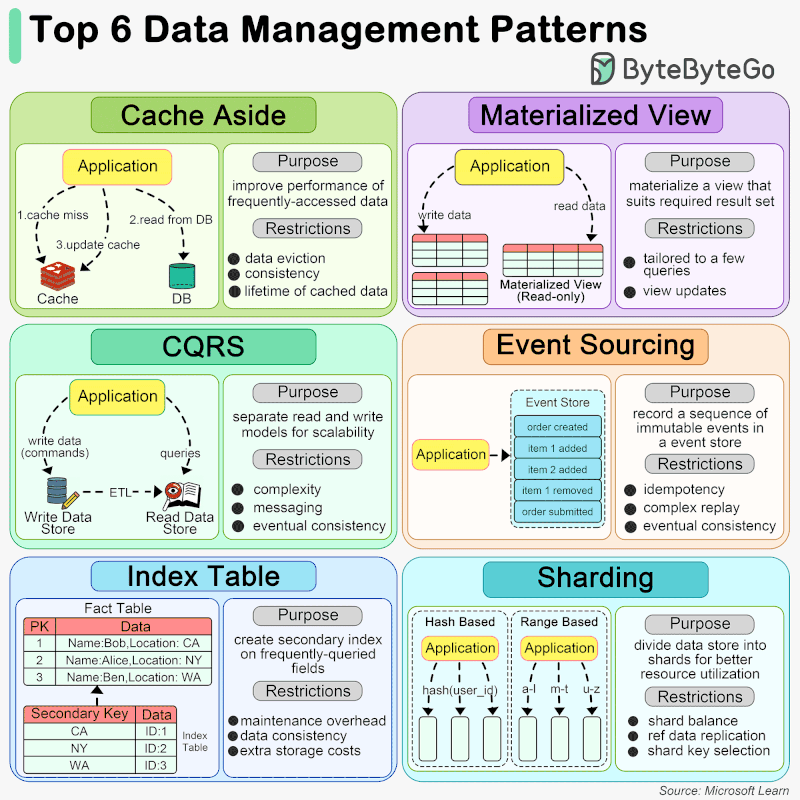 Top 6 Data Management Patterns
ByteByteGo
Cache Aside
Application
1.cache miss
2.read from DB
3.update cache
Cache
DB
Purpose
improve performance of
frequently-accessed data
Restrictions
data eviction
consistency
lifetime of cached data
Materialized View
Application
write data
read data
Materialized View
(Read-only)
Purpose
materialize a view that
suits required result set
Restrictions
tailored to a few
queries
view updates
CQRS
Application
write data
(commands)
queries
ETL
Write Data
Store
Read Data
Store
Purpose
separate read and write
models for scalability
Restrictions
complexity
messaging
eventual consistency
Event Sourcing
Application
Event Store
order created
item 1 added
item 2 added
item 1 removed
order submitted
Purpose
record a sequence of
immutable events in
a event store
Restrictions
idempotency
complex replay
eventual consistency
Index Table
Fact Table
PK Data
1 Name:Bob,Location: CA
2 Name:Alice,Location: NY
3 Name:Ben,Location: WA
Secondary Key Data
CA ID:1
NY ID:2
WA ID:3
Index
Table
Purpose
create secondary index
on frequently-queried
fields
Restrictions
maintenance overhead
data consistency
extra storage costs
Sharding
Hash Based
Application
hash(user_id)
Range Based
Application
a-l m-t u-z
Purpose
divide data store into
shards for better
resource utilization
Restrictions
shard balance
ref data replication
shard key selection
Source: Microsoft Learn